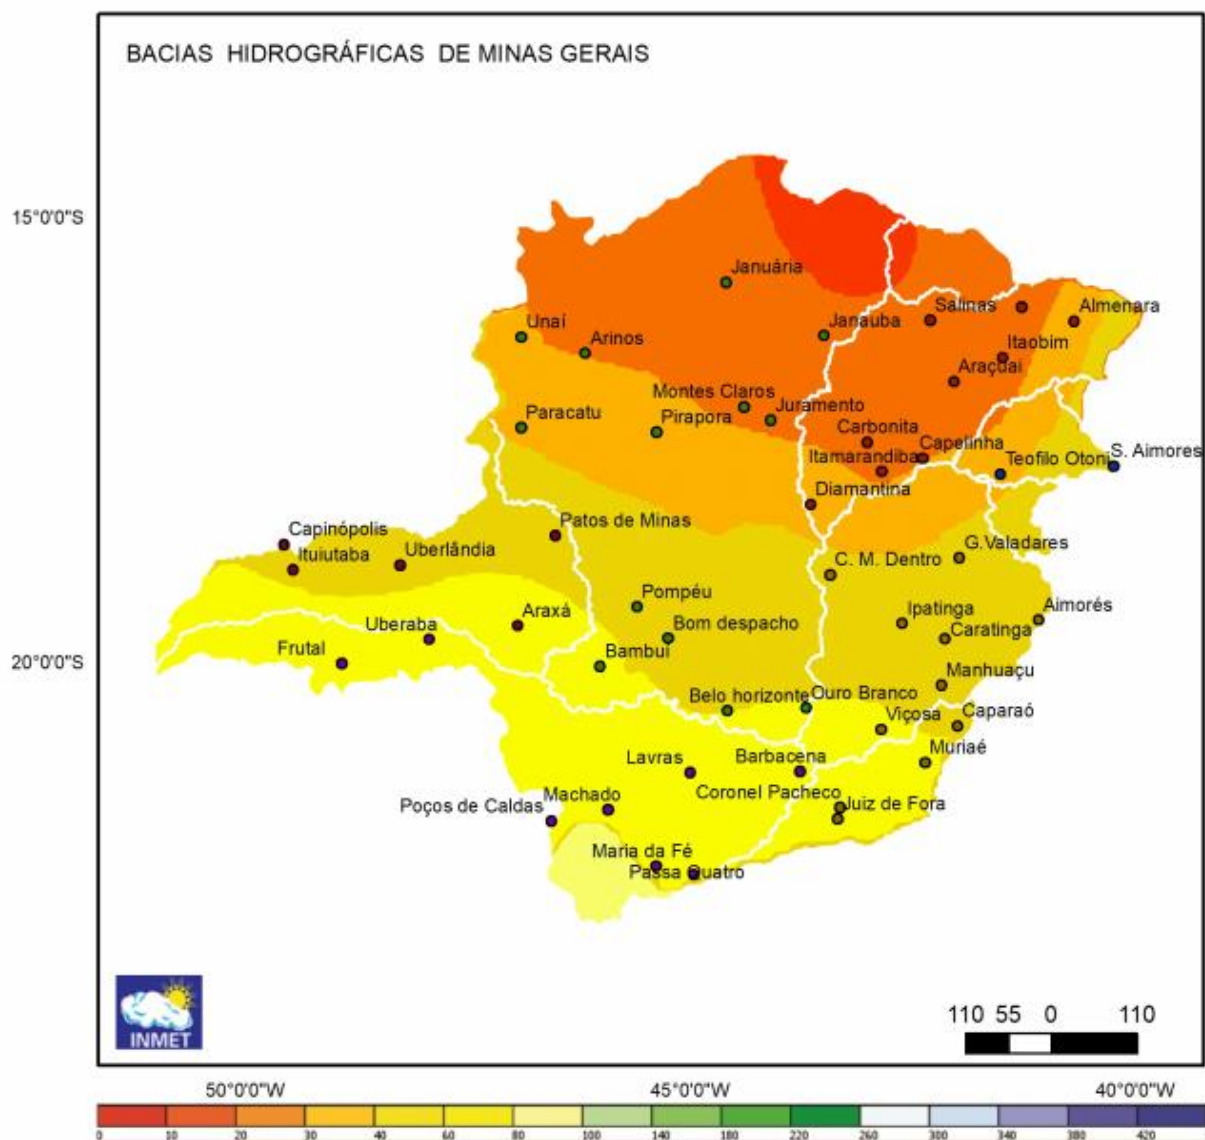 BACIAS HIDROGRÁFICAS DE MINAS GERAIS
15°0'0"S
Januária
Salinas
Almenara
Unaí
Janauba
Arinos
Itaobim
Araçuai
Montes Claros
Juramento
Paracatu
Pirapora
Carbonita
Capelinha
S. Aimores
Itamarandiba
Teofilo Otoni
Diamantina
Patos de Minas
Capinópolis
Ituiutaba
Uberlândia
G.Valadares
C. M. Dentro
Pompéu
Araxá
Ipatinga
Aimorés
Uberaba
Bom despacho
Caratinga
Frutal
Bambuí
20°0'0"S
Manhuaçu
Belo horizonte
Ouro Branco
Viçosa
Caparaó
Muriaé
Lavras
Barbacena
Machado
Coronel Pacheco
Poços de Caldas
Juiz de Fora
Maria da Fé
Passa Quatro
INMET
110 55 0 110
50°0'0"W 45°0'0"W 40°0'0"W
0 10 20 30 40 60 80 100 140 180 220 260 300 340 380 420